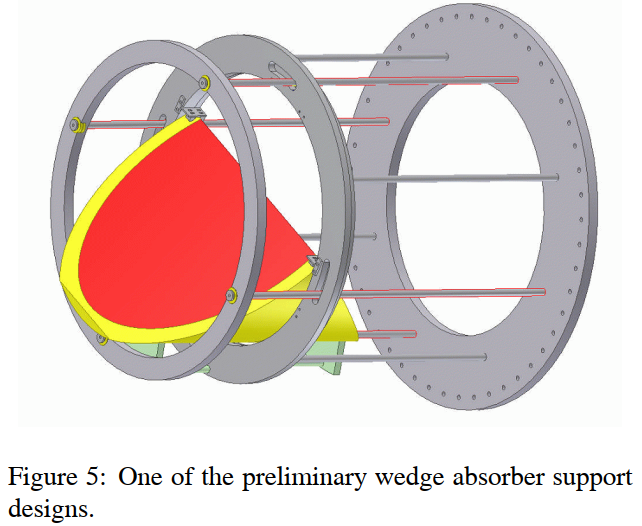 Figure 5: One of the preliminary wedge absorber support
designs.